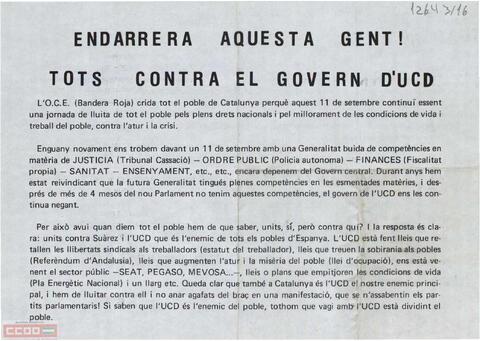 1264 3/16
ENDARRERA AQUESTA GENT!
TOTS CONTRA EL GOVERN D'UCD
L'O.C.E. (Bandera Roja) crida tot el poble de Catalunya perquè aquest 11 de setembre continuï essent
una jornada de lluita de tot el poble pels plens drets nacionals i pel millorament de les condicions de vida i
treball del poble, contra l'atur i la crisi.
Enguany novament ens trobem davant un 11 de setembre amb una Generalitat buida de competències en
matèria de JUSTICIA (Tribunal Cassació) — ORDRE PUBLIC (Policia autonoma) — FINANCES (Fiscalitat
propia) — SANITAT — ENSENYAMENT, etc., etc., encara depenem del Govern central. Durant anys hem
estat reivindicant que la futura Generalitat tingués plenes competències en les esmentades matèries, i des-
prés de més de 4 mesos del nou Parlament no tenim aquestes competències, el govern de l'UCD ens les con-
tinua negant.
Per això avui quan diem tot el poble hem de que saber, units, sí, però contra qui? I la resposta és cla-
ra: units contra Suàrez i l'UCD que és l'enemic de tots els pobles d'Espanya. L'UCD està fent lleis que re-
tallen les llibertats sindicals als treballadors (estatut del treballador), lleis que treuen la sobirania als pobles
(Referèndum d'Andalusia), lleis que augmenten l'atur i la misèria del poble (llei d'ocupació), ens està ve-
nent el sector públic —SEAT, PEGASO, MEVOSA...—, lleis o plans que empitjoren les condicions de vida
(Pla Energètic Nacional) i un llarg etc. Queda clar que també a Catalunya és l'UCD el nostre enemic princi-
pal, i hem de lluitar contra ell i no anar agafats del braç en una manifestació, que se n'assabentin els par-
tits parlamentaris! Si saben que l'UCD és l'enemic del poble, tothom que vagi amb l'UCD està dividint el
poble.
CCOO